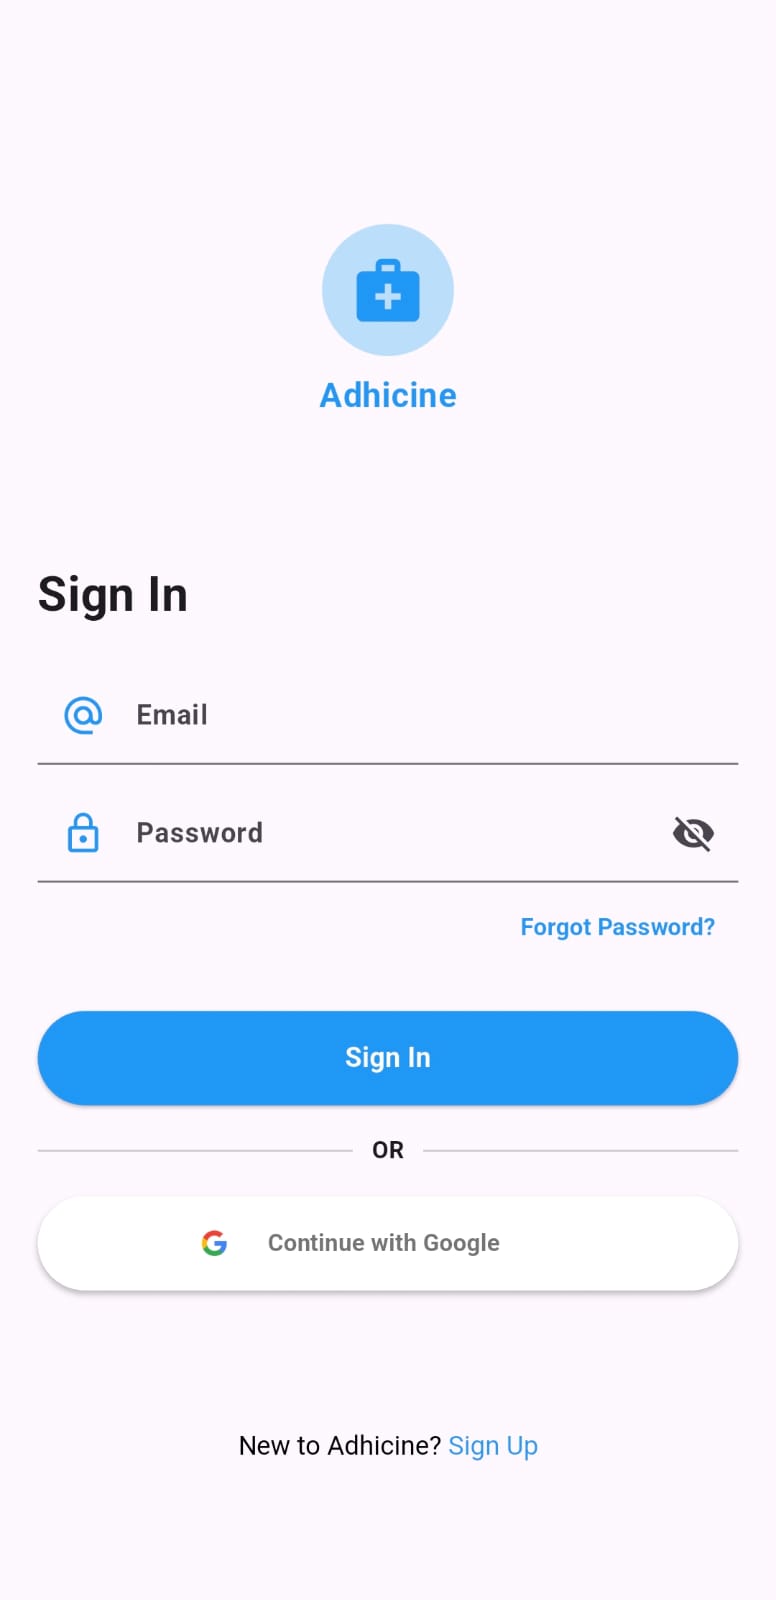 Adhicine
Sign In
Email
Password
Forgot Password?
Sign In
OR
Continue with Google
New to Adhicine? Sign Up